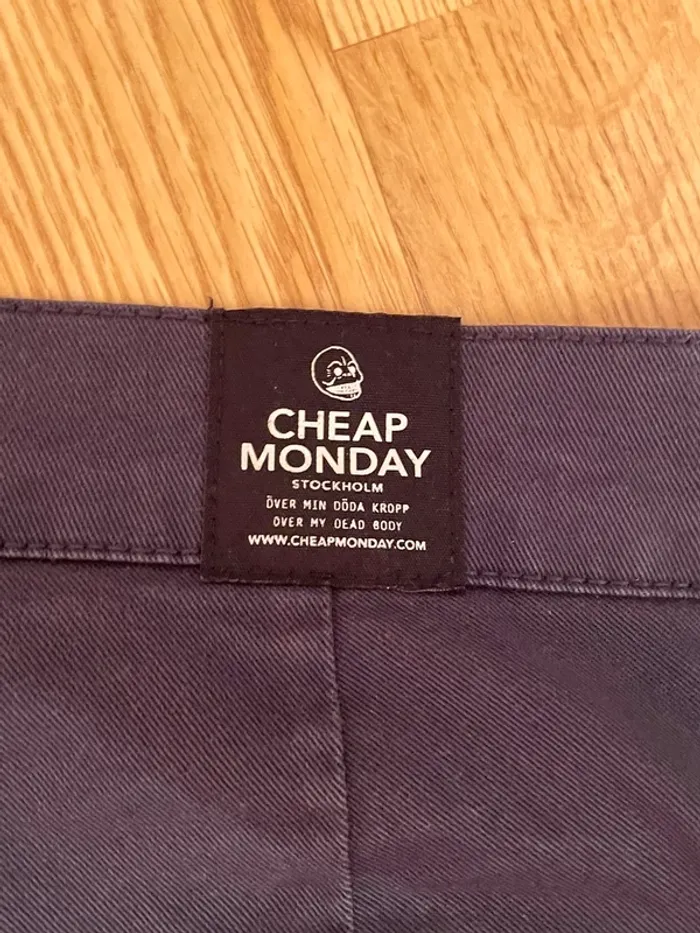 CHEAP
MONDAY
STOCKHOLM
ÖVER MIN DÖDA KROPP
OVER MY DEAD BODY
WWW.CHEAPMONDAY.COM